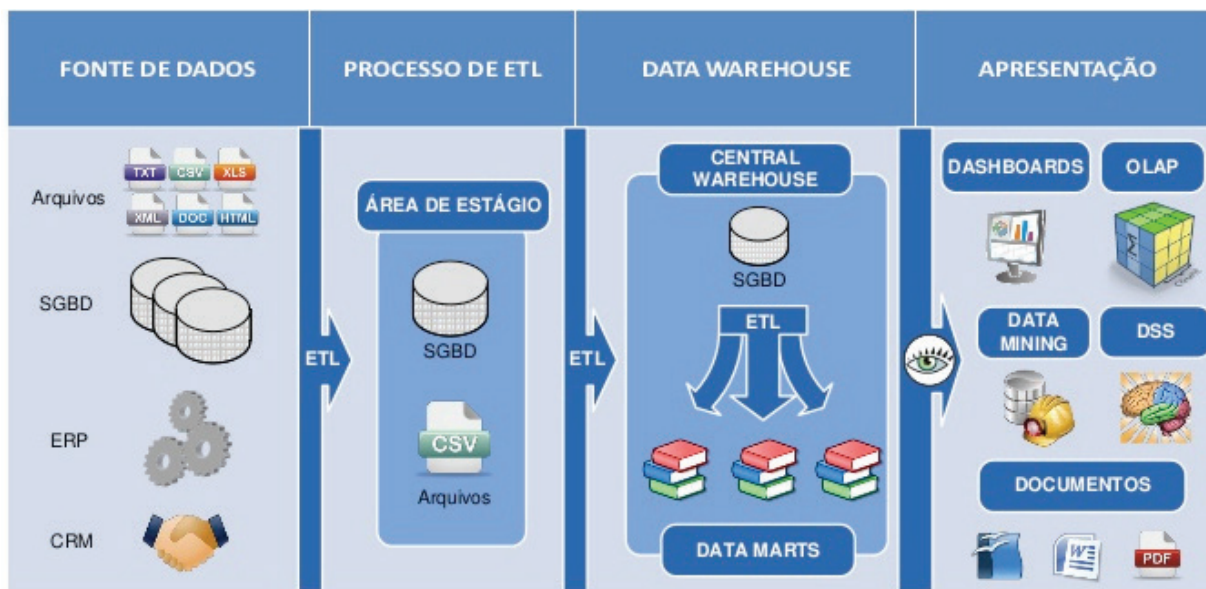 FONTE DE DADOS
PROCESSO DE ETL
DATA WAREHOUSE
APRESENTAÇÃO
Arquivos
TXT
CSV
XLS
XML
DOC
HTML
SGBD
ERP
CRM
ETL
ÁREA DE ESTÁGIO
SGBD
CSV
Arquivos
ETL
CENTRAL
WAREHOUSE
SGBD
ETL
DATA MARTS
DASHBOARDS
OLAP
Σ
DATA
MINING
DSS
DOCUMENTOS
W
PDF